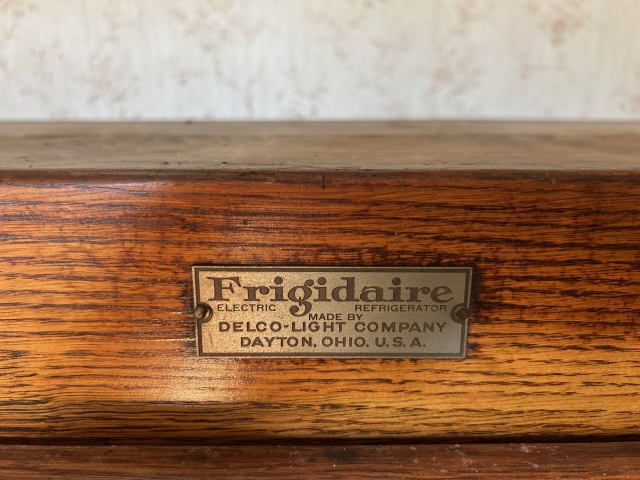 Frigidaire
ELECTRIC REFRIGERATOR
MADE BY
DELCO-LIGHT COMPANY
DAYTON, OHIO. U.S.A.